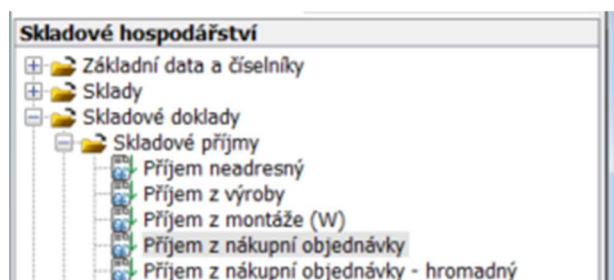 Skladové hospodářství
Základní data a číselníky
Sklady
Skladové doklady
Skladové příjmy
Příjem neadresný
Příjem z výroby
Příjem z montáže (W)
Příjem z nákupní objednávky
Příjem z nákupní objednávky - hromadný